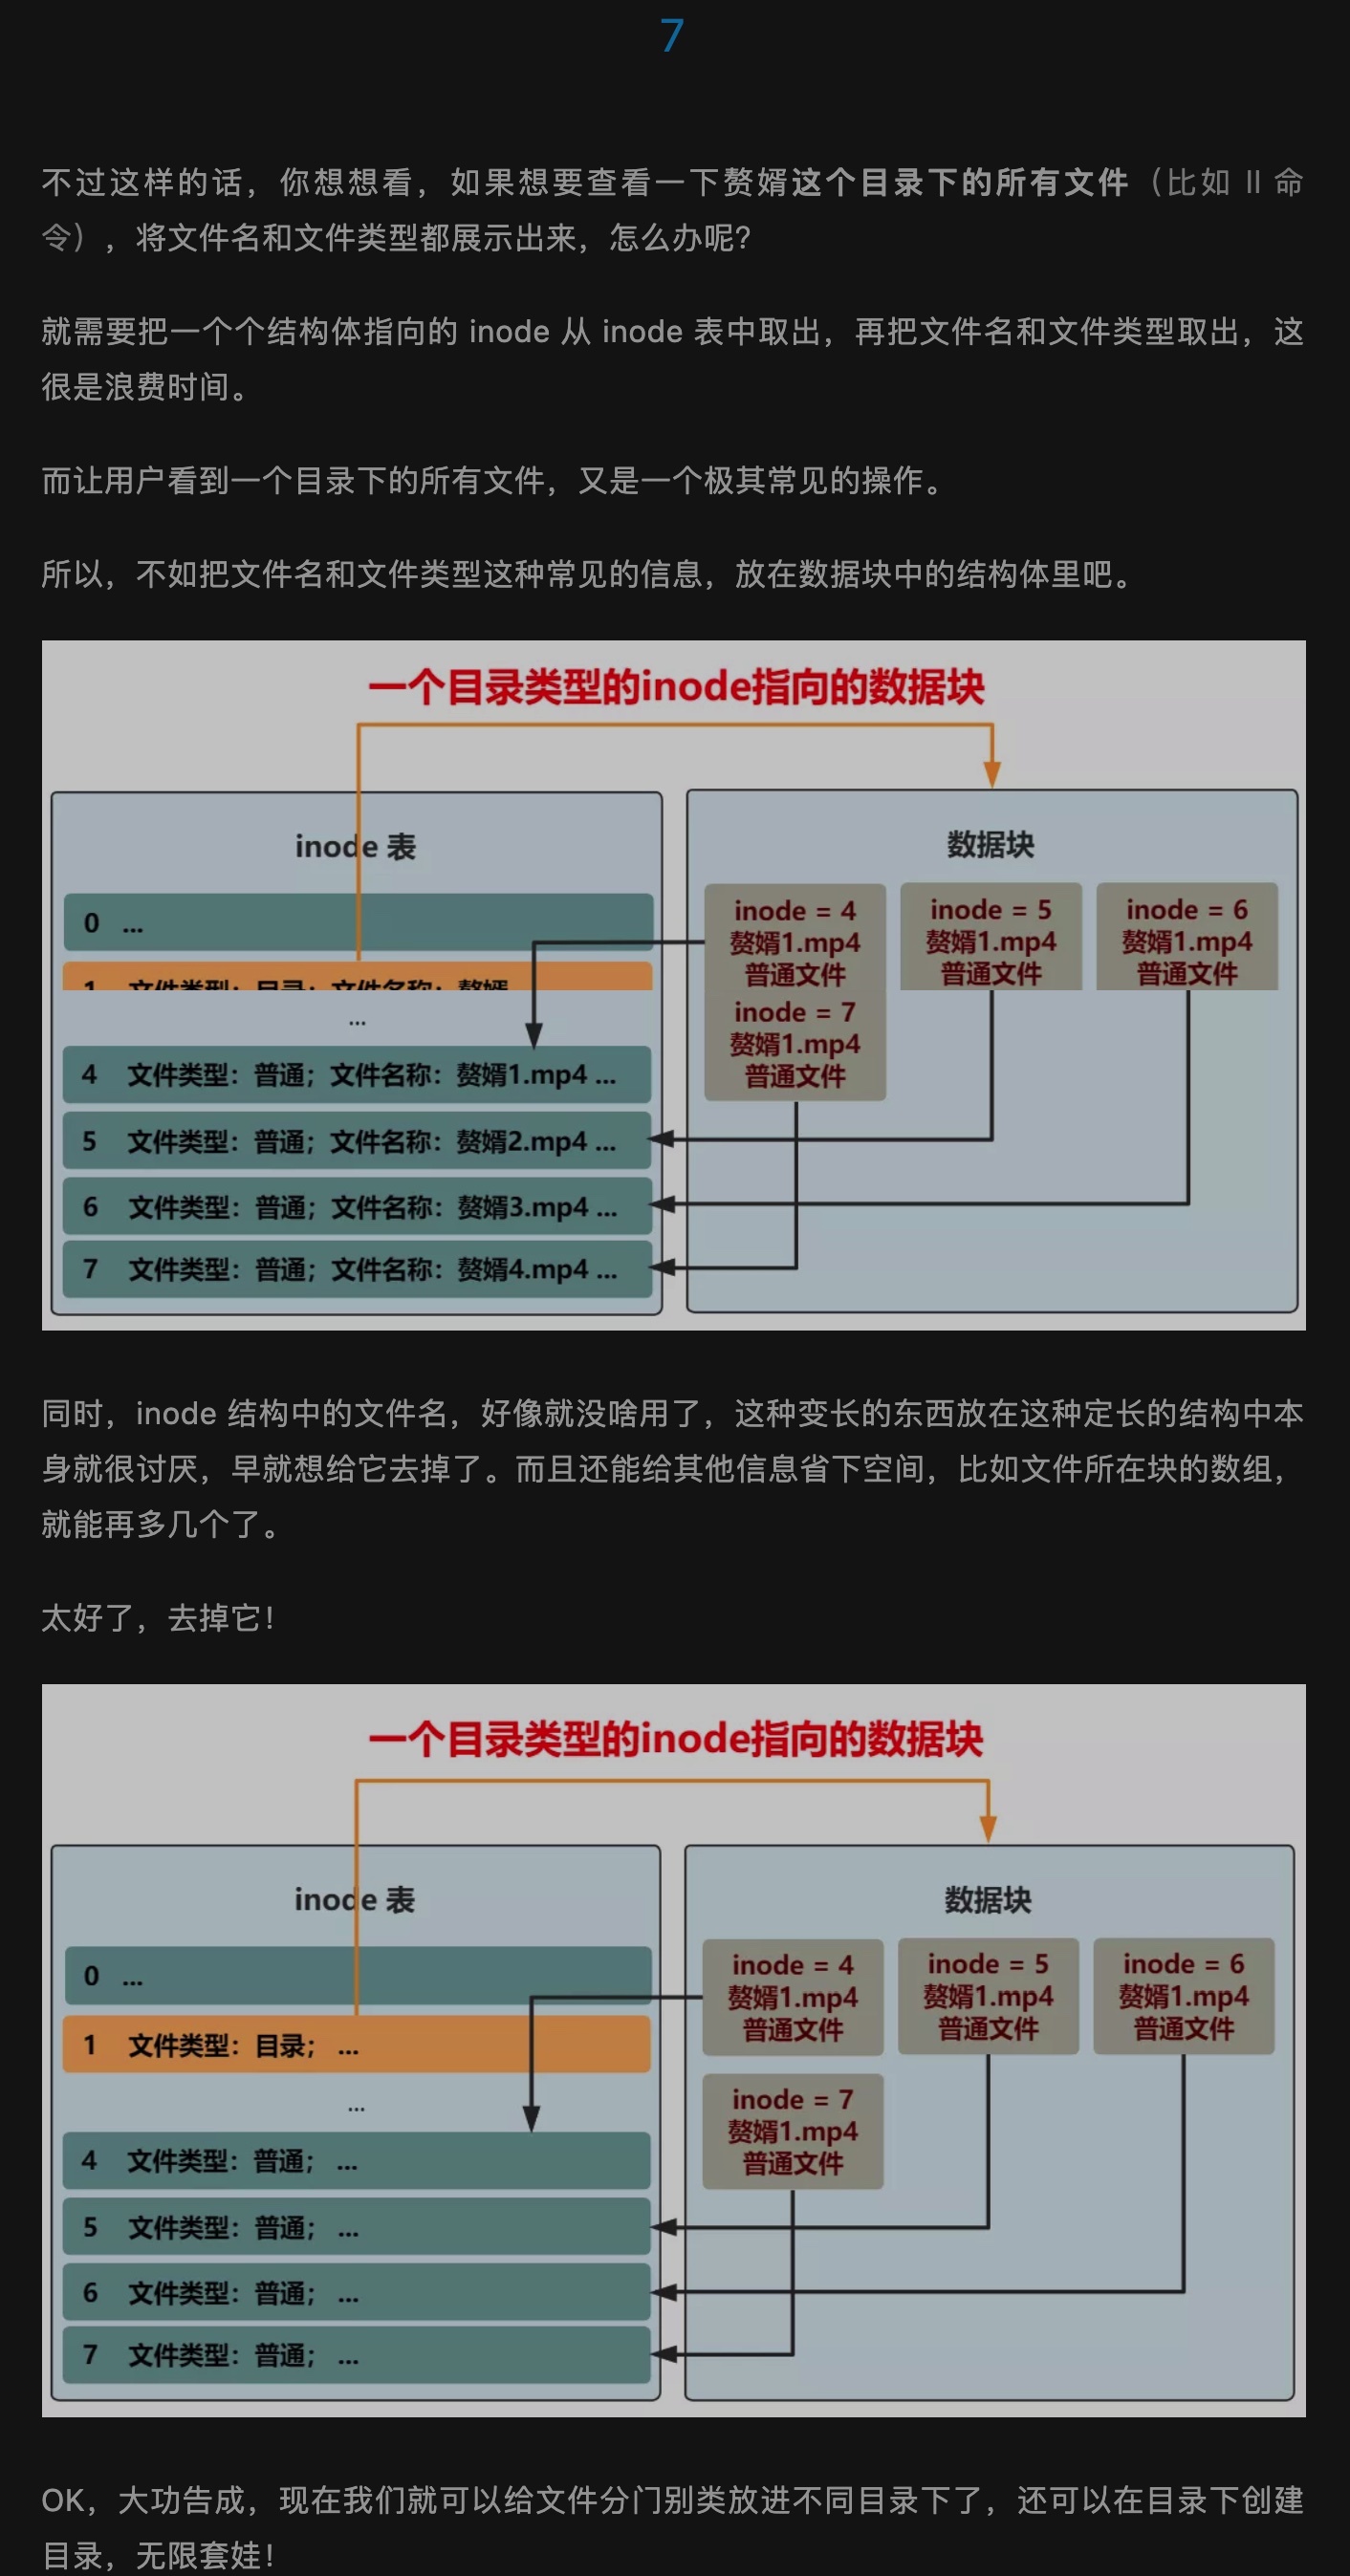 7
不过这样的话，你想想看，如果想要查看一下赘婿这个目录下的所有文件（比如 ll 命
令），将文件名和文件类型都展示出来，怎么办呢？
就需要把一个个结构体指向的 inode 从 inode 表中取出，再把文件名和文件类型取出，这
很是浪费时间。
而让用户看到一个目录下的所有文件，又是一个极其常见的操作。
所以，不如把文件名和文件类型这种常见的信息，放在数据块中的结构体里吧。
一个目录类型的inode指向的数据块
inode 表
0 ...
1 文件类型：目录；文件名称：赘婿
...
4 文件类型：普通；文件名称：赘婿1.mp4 ...
5 文件类型：普通；文件名称：赘婿2.mp4 ...
6 文件类型：普通；文件名称：赘婿3.mp4 ...
7 文件类型：普通；文件名称：赘婿4.mp4 ...
数据块
inode = 4
赘婿1.mp4
普通文件
inode = 5
赘婿1.mp4
普通文件
inode = 6
赘婿1.mp4
普通文件
inode = 7
赘婿1.mp4
普通文件
同时，inode 结构中的文件名，好像就没啥用了，这种变长的东西放在这种定长的结构中本
身就很讨厌，早就想给它去掉了。而且还能给其他信息省下空间，比如文件所在块的数组，
就能再多几个了。
太好了，去掉它！
一个目录类型的inode指向的数据块
inode 表
0 ...
1 文件类型：目录； ...
...
4 文件类型：普通； ...
5 文件类型：普通； ...
6 文件类型：普通； ...
7 文件类型：普通； ...
数据块
inode = 4
赘婿1.mp4
普通文件
inode = 5
赘婿1.mp4
普通文件
inode = 6
赘婿1.mp4
普通文件
inode = 7
赘婿1.mp4
普通文件
OK，大功告成，现在我们就可以给文件分门别类放进不同目录下了，还可以在目录下创建
目录，无限套娃！